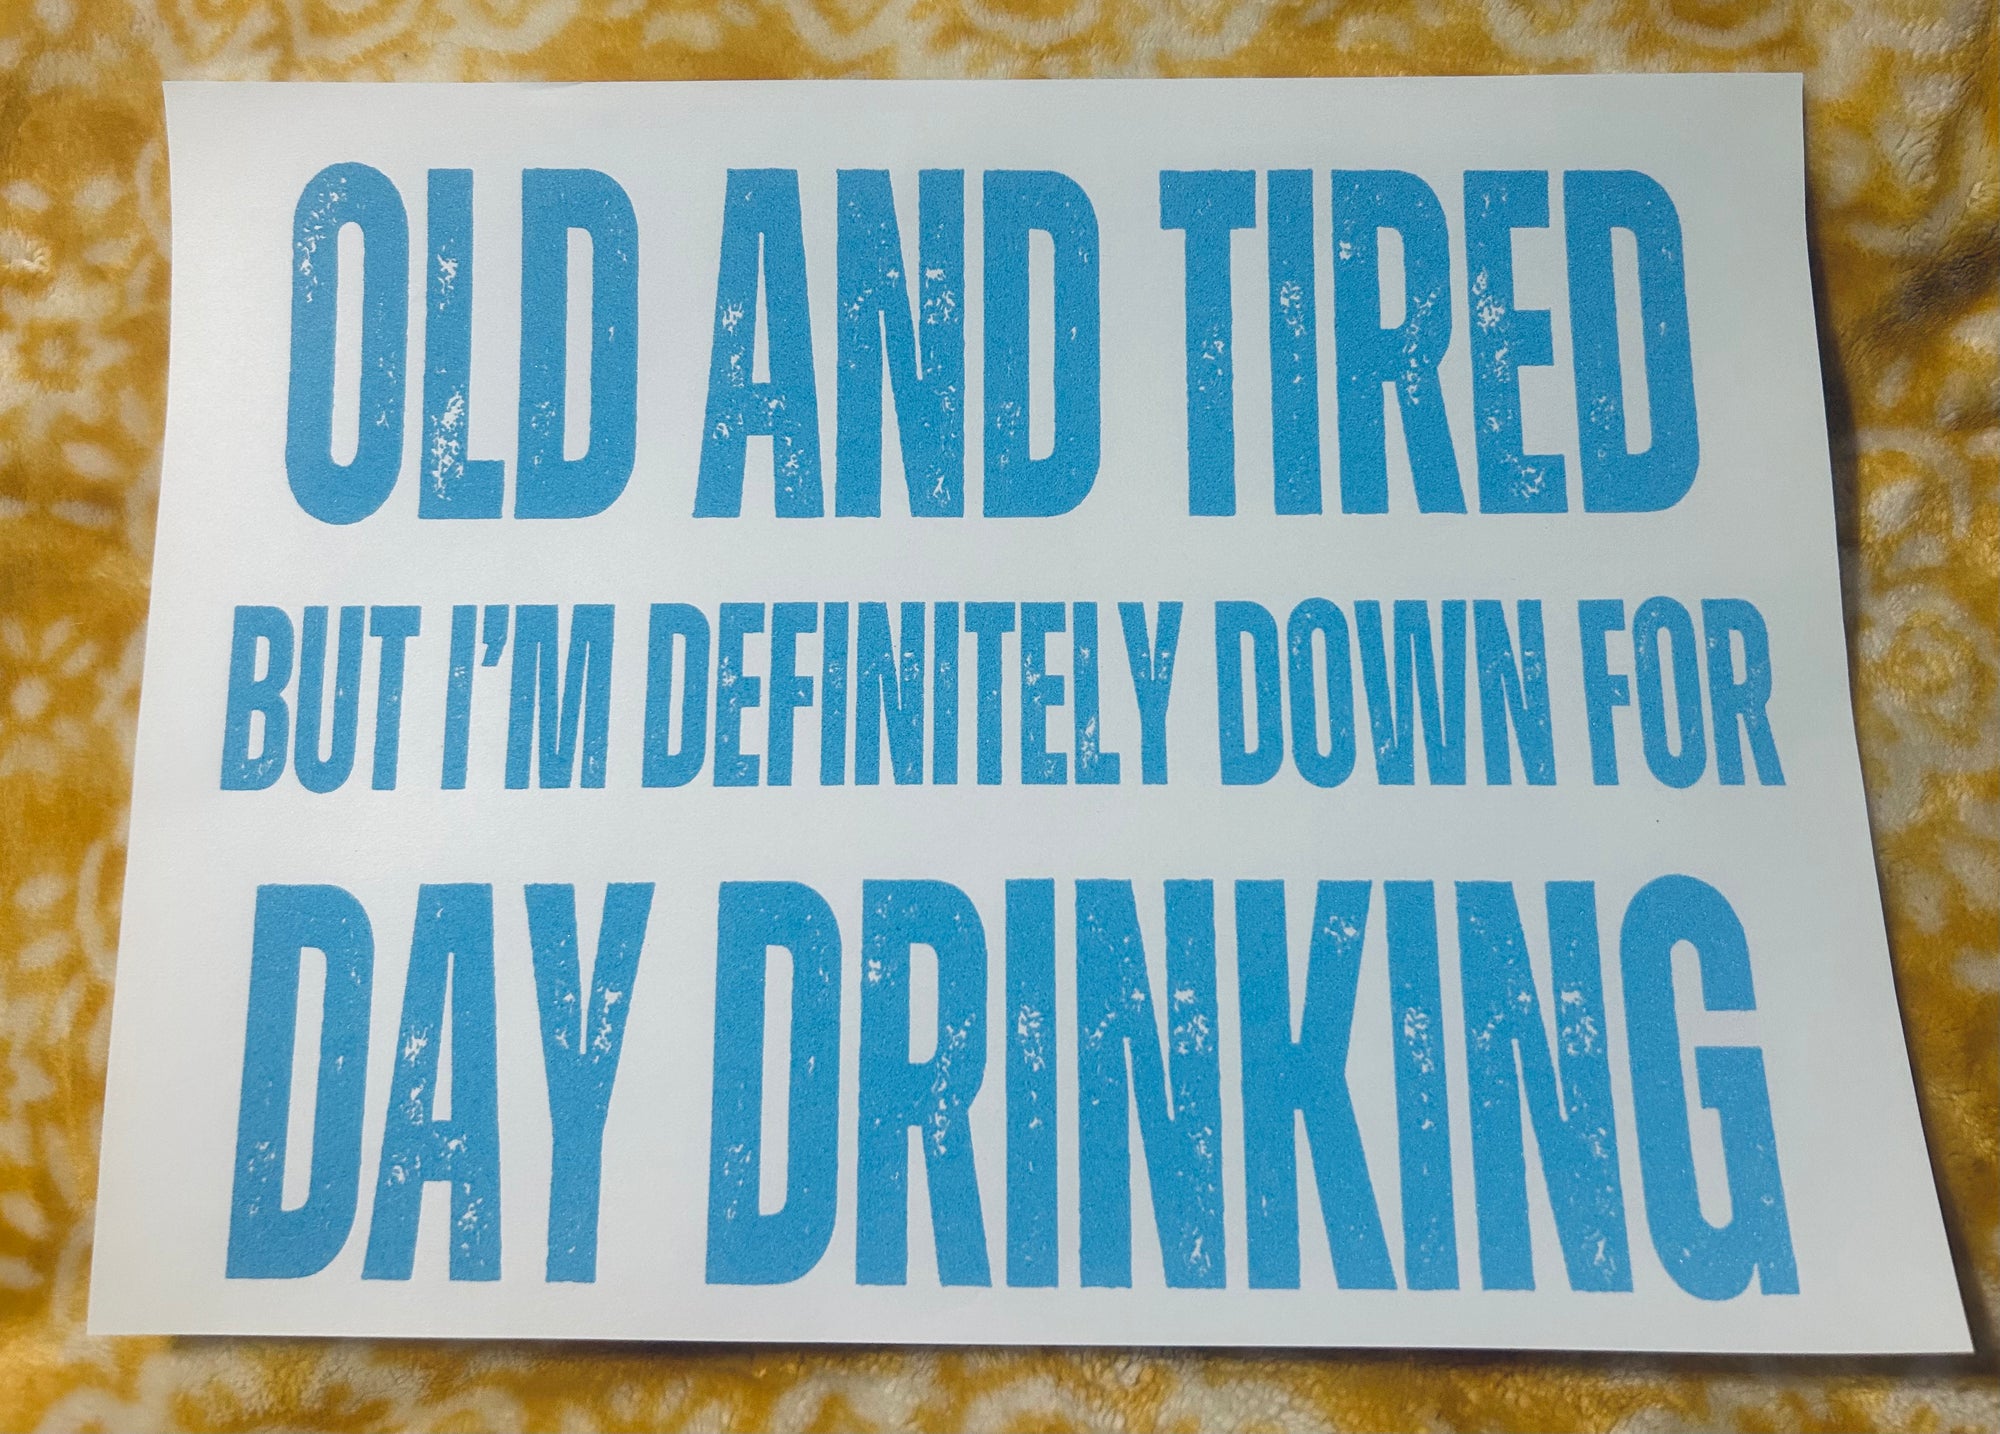 OLD AND TIRED
BUT I'M DEFINITELY DOWN FOR
DAY DRINKING